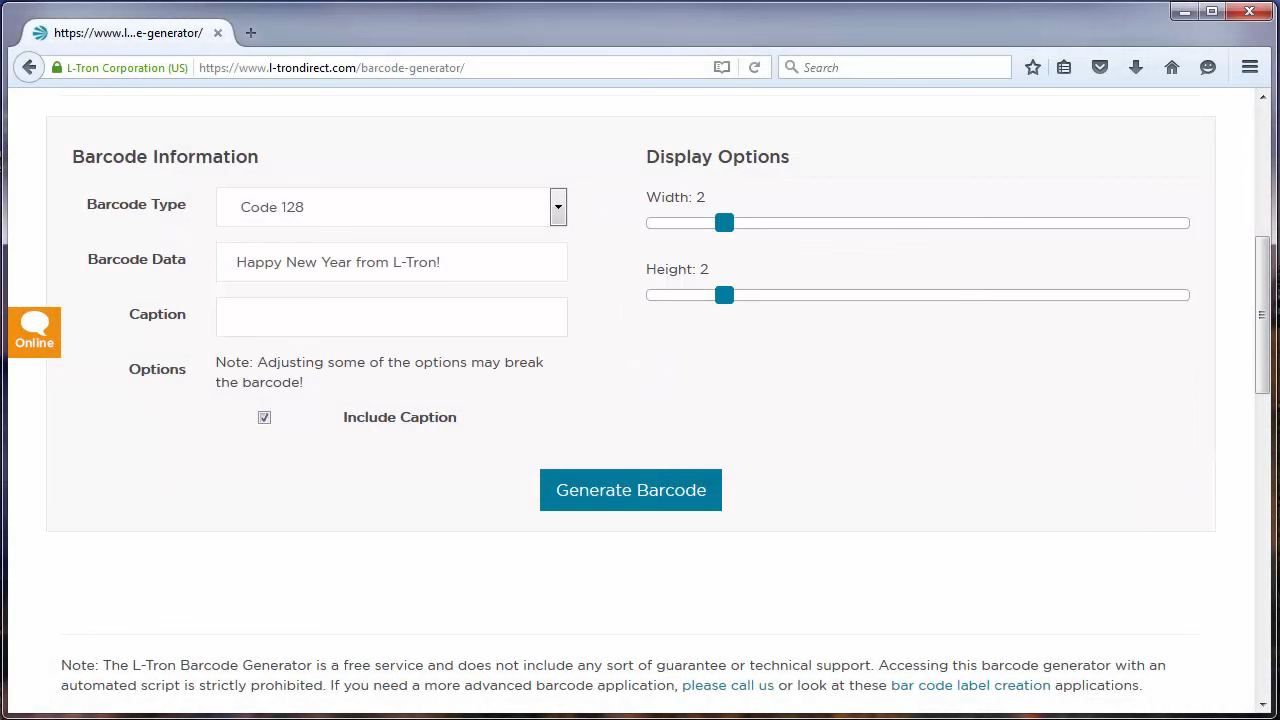 https://www.l...e-generator/
L-Tron Corporation (US)
https://www.l-trondirect.com/barcode-generator/
Search
Barcode Information
Display Options
Barcode Type
Code 128
Width: 2
Barcode Data
Happy New Year from L-Tron!
Height: 2
Caption
Online
Options
Note: Adjusting some of the options may break
the barcode!
Include Caption
Generate Barcode
Note: The L-Tron Barcode Generator is a free service and does not include any sort of guarantee or technical support. Accessing this barcode generator with an
automated script is strictly prohibited. If you need a more advanced barcode application, please call us or look at these bar code label creation applications.